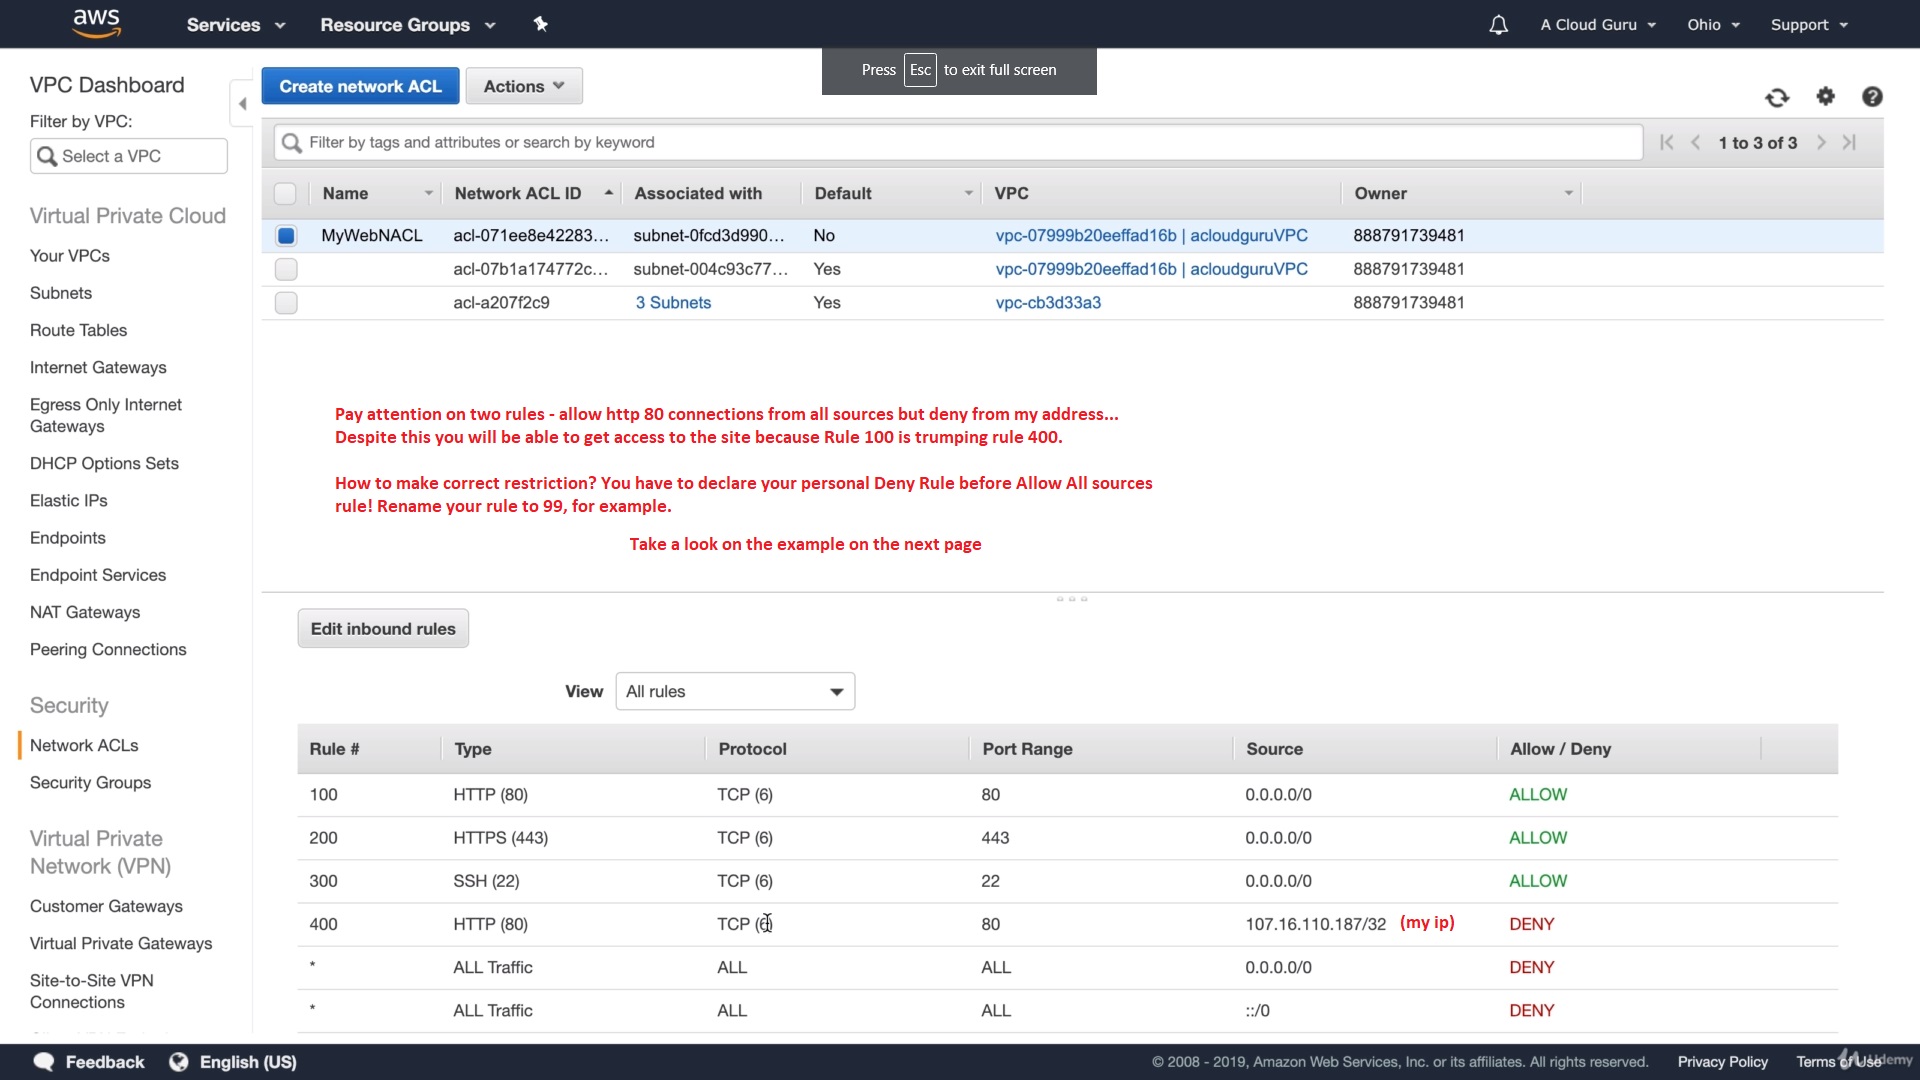 aws Services Resource Groups A Cloud Guru Ohio Support
Press Esc to exit full screen
VPC Dashboard
Filter by VPC:
Select a VPC
Virtual Private Cloud
Your VPCs
Subnets
Route Tables
Internet Gateways
Egress Only Internet
Gateways
DHCP Options Sets
Elastic IPs
Endpoints
Endpoint Services
NAT Gateways
Peering Connections
Security
Network ACLs
Security Groups
Virtual Private
Network (VPN)
Customer Gateways
Virtual Private Gateways
Site-to-Site VPN
Connections
Create network ACL Actions
Filter by tags and attributes or search by keyword 1 to 3 of 3
Name Network ACL ID Associated with Default VPC Owner
MyWebNACL acl-071ee8e42283... subnet-0fcd3d990... No vpc-07999b20eeffad16b | acloudguruVPC 888791739481
acl-07b1a174772c... subnet-004c93c77... Yes vpc-07999b20eeffad16b | acloudguruVPC 888791739481
acl-a207f2c9 3 Subnets Yes vpc-cb3d33a3 888791739481
Pay attention on two rules - allow http 80 connections from all sources but deny from my address...
Despite this you will be able to get access to the site because Rule 100 is trumping rule 400.
How to make correct restriction? You have to declare your personal Deny Rule before Allow All sources
rule! Rename your rule to 99, for example.
Take a look on the example on the next page
Edit inbound rules
View All rules
Rule # Type Protocol Port Range Source Allow / Deny
100 HTTP (80) TCP (6) 80 0.0.0.0/0 ALLOW
200 HTTPS (443) TCP (6) 443 0.0.0.0/0 ALLOW
300 SSH (22) TCP (6) 22 0.0.0.0/0 ALLOW
400 HTTP (80) TCP (6) 80 107.16.110.187/32 (my ip) DENY
* ALL Traffic ALL ALL 0.0.0.0/0 DENY
* ALL Traffic ALL ALL ::/0 DENY
Feedback English (US) © 2008 - 2019, Amazon Web Services, Inc. or its affiliates. All rights reserved. Privacy Policy Terms of Use